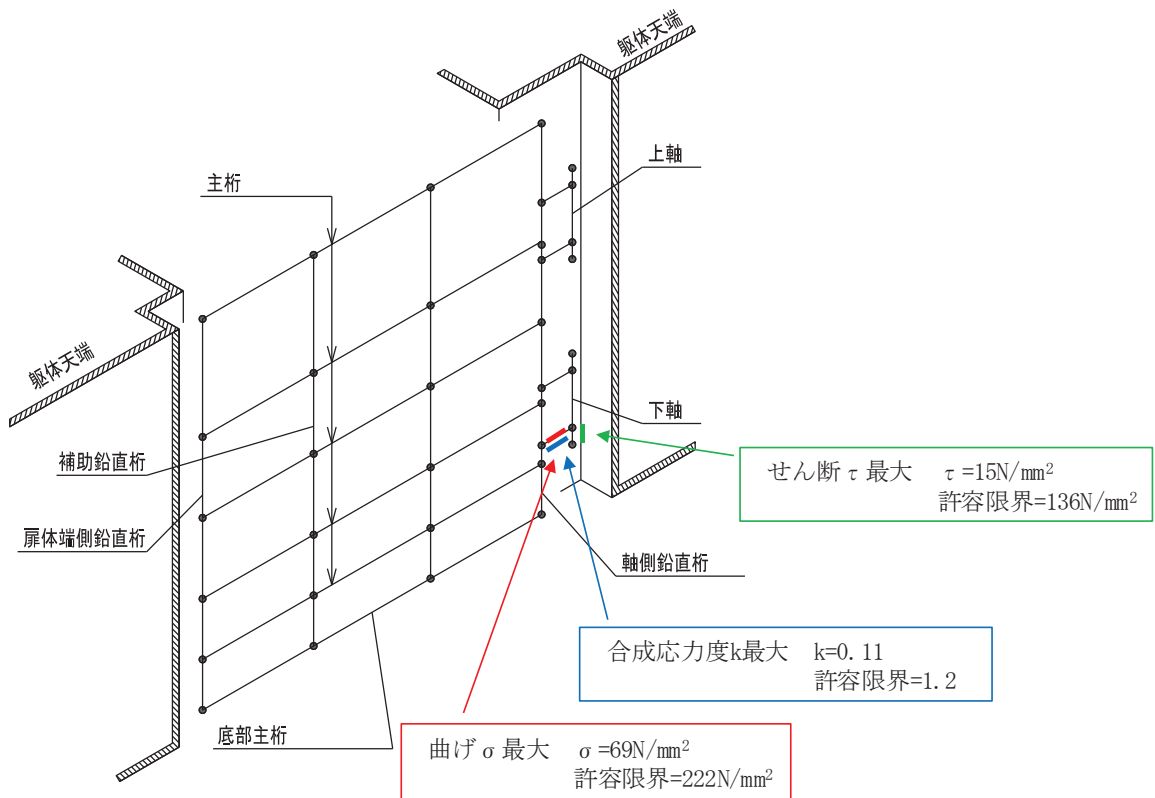 躯体天端
上軸
主桁
躯体天端
下軸
補助鉛直桁
せん断τ最大 τ=15N/mm²
許容限界=136N/mm²
扉体端側鉛直桁
軸側鉛直桁
合成応力度k最大 k=0.11
許容限界=1.2
底部主桁
曲げσ最大 σ=69N/mm²
許容限界=222N/mm²